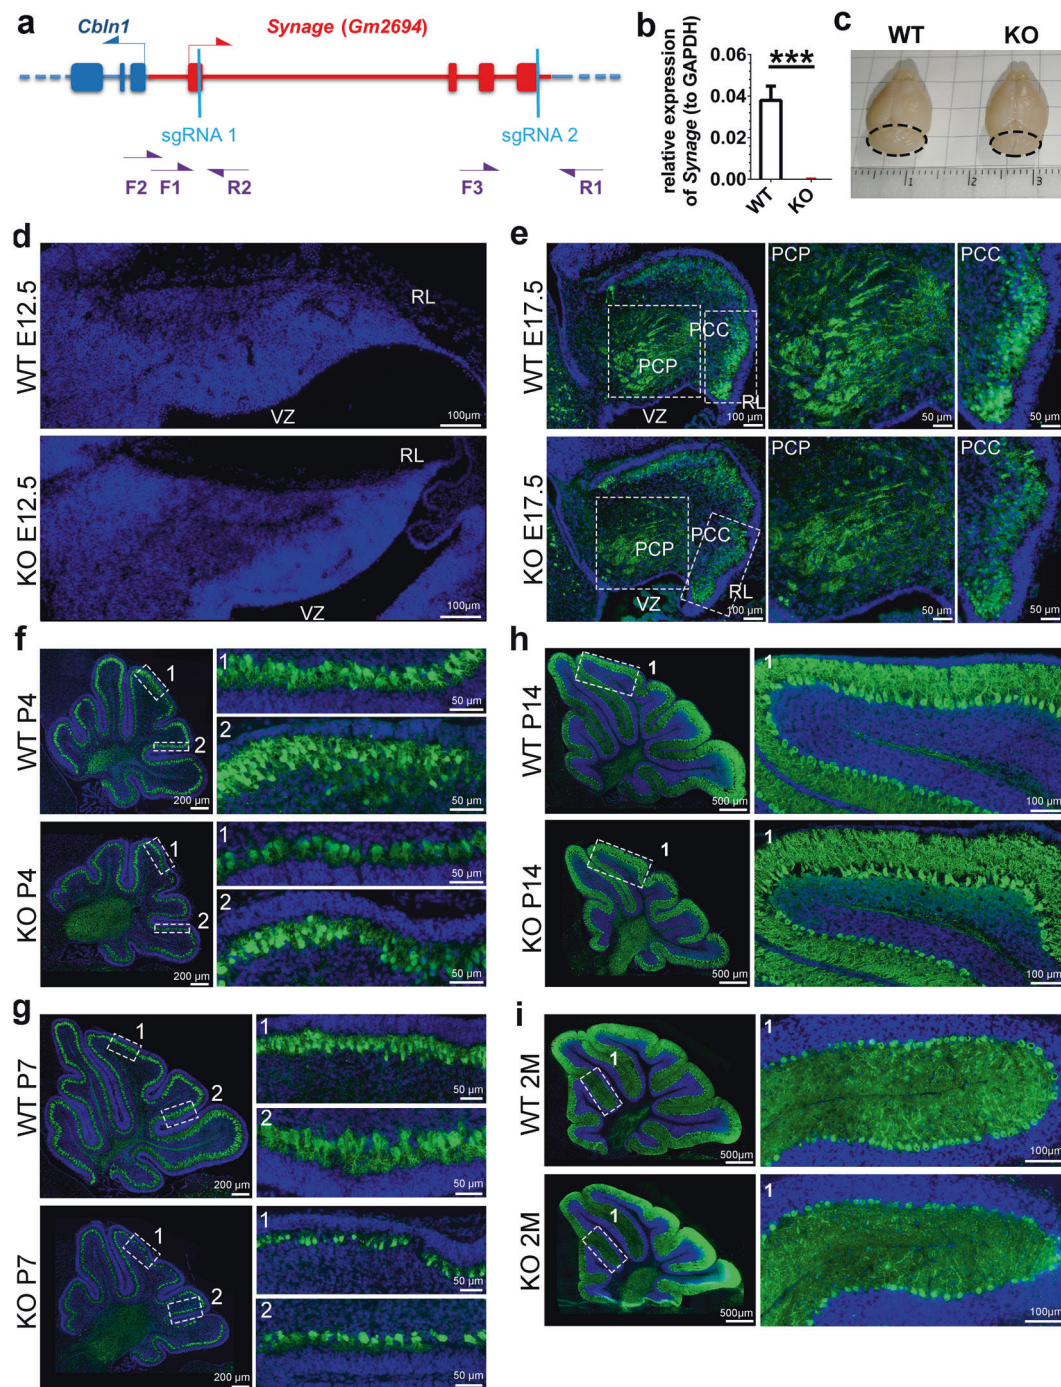 a
Cbln1
Synage (Gm2694)
sgRNA 1
sgRNA 2
F2
F1
R2
F3
R1
b
relative expression
of Synage (to GAPDH)
0.06
0.04
0.02
0.00
***
WT
KO
c
WT
KO
1
2
3
d
WT E12.5
RL
VZ
100µm
KO E12.5
RL
VZ
100µm
e
WT E17.5
PCC
PCP
VZ
RL
100 µm
PCP
50 µm
PCC
50 µm
KO E17.5
PCC
PCP
VZ
RL
100 µm
PCP
50 µm
PCC
50 µm
f
WT P4
1
2
200 µm
1
50 µm
2
50 µm
KO P4
1
2
200 µm
1
50 µm
2
50 µm
g
WT P7
1
2
200 µm
1
50 µm
2
50 µm
KO P7
1
2
200 µm
1
50 µm
2
50 µm
h
WT P14
1
500 µm
1
100 µm
KO P14
1
500 µm
1
100 µm
i
WT 2M
1
500µm
1
100µm
KO 2M
1
500µm
1
100µm